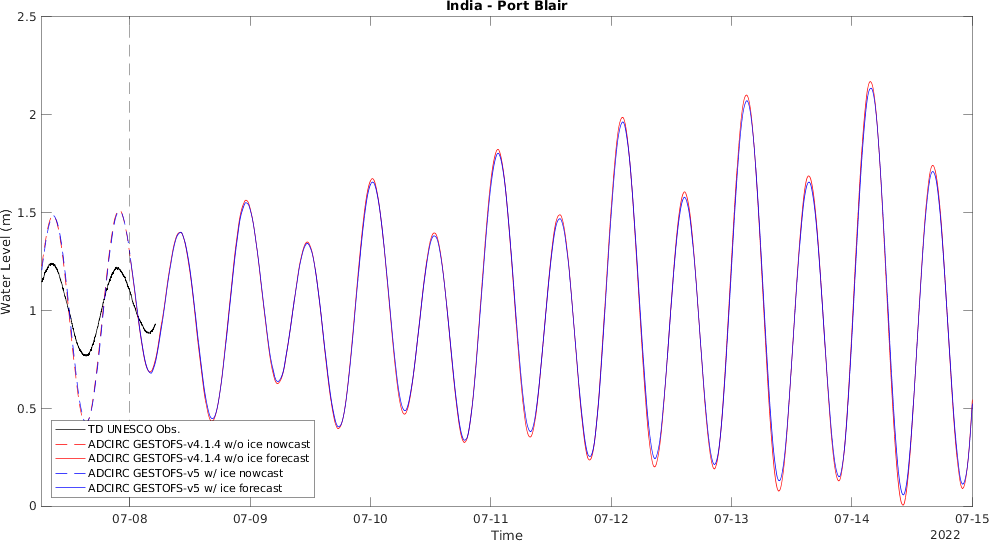 India - Port Blair
2.5
2
1.5
1
0.5
0
Water Level (m)
TD UNESCO Obs.
ADCIRC GESTOFS-v4.1.4 w/o ice nowcast
ADCIRC GESTOFS-v4.1.4 w/o ice forecast
ADCIRC GESTOFS-v5 w/ ice nowcast
ADCIRC GESTOFS-v5 w/ ice forecast
07-08 07-09 07-10 07-11 07-12 07-13 07-14 07-15
Time
2022